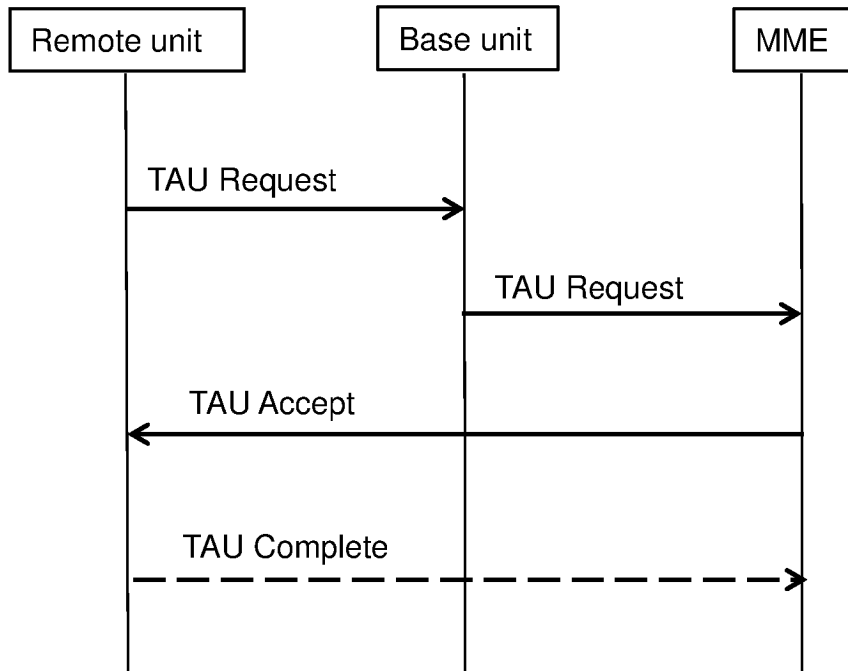 Remote unit
Base unit
MME
TAU Request
TAU Request
TAU Accept
TAU Complete